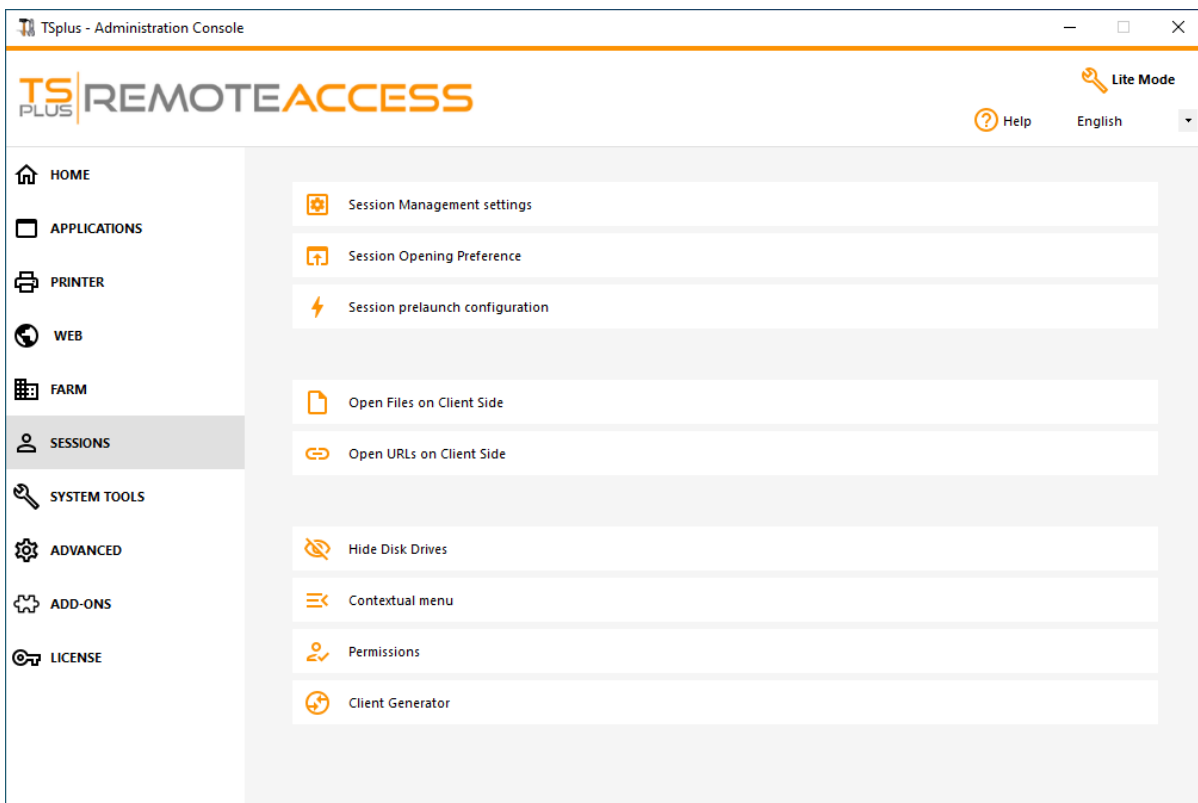 TSplus - Administration Console
TS PLUS REMOTEACCESS
Lite Mode
Help
English
HOME
APPLICATIONS
PRINTER
WEB
FARM
SESSIONS
SYSTEM TOOLS
ADVANCED
ADD-ONS
LICENSE
Session Management settings
Session Opening Preference
Session prelaunch configuration
Open Files on Client Side
Open URLs on Client Side
Hide Disk Drives
Contextual menu
Permissions
Client Generator